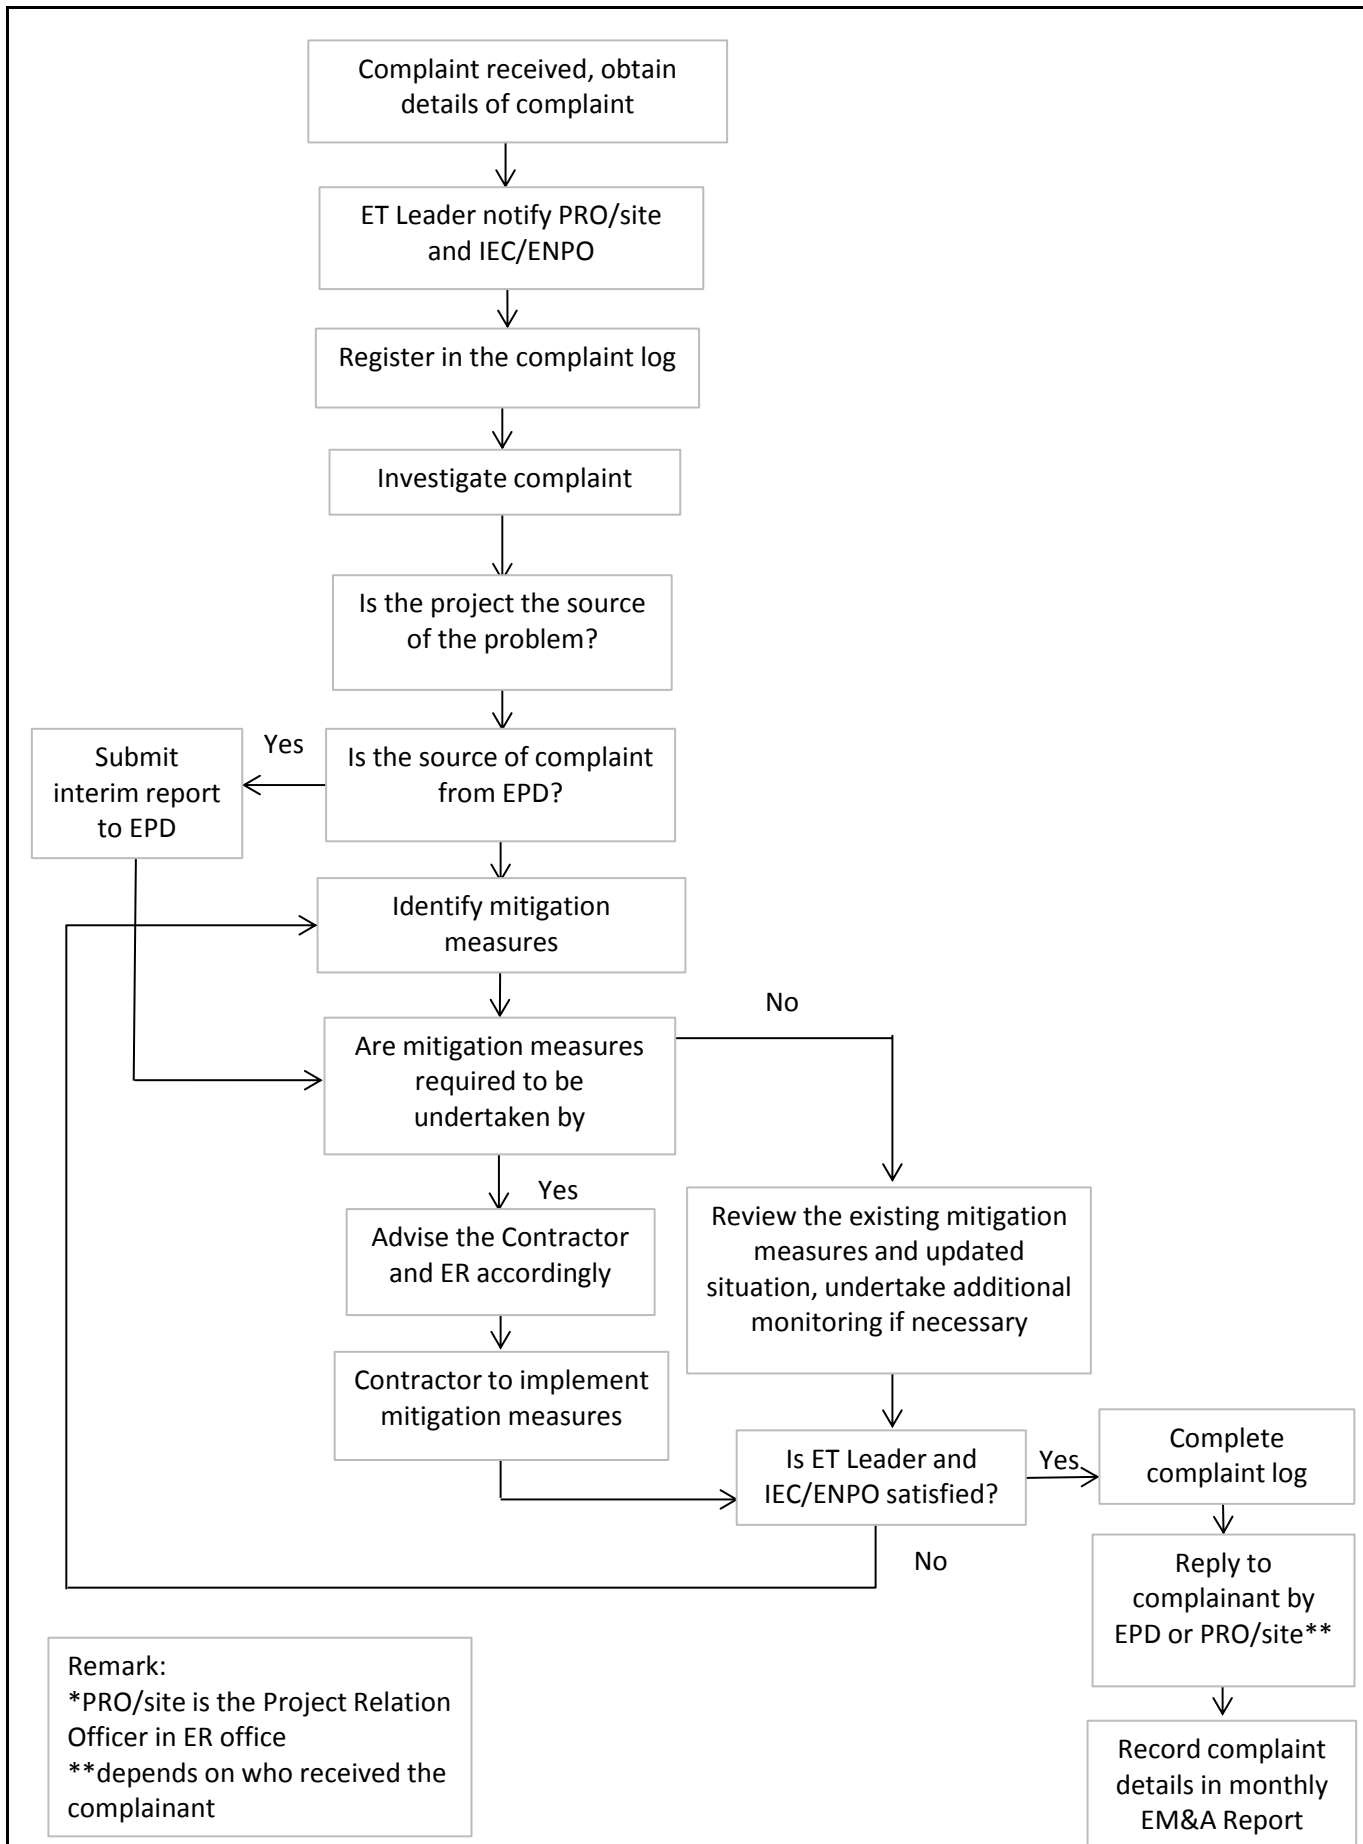 Complaint received, obtain
details of complaint
ET Leader notify PRO/site
and IEC/ENPO
Register in the complaint log
Investigate complaint
Is the project the source
of the problem?
Submit
interim report
to EPD
Yes
Is the source of complaint
from EPD?
Identify mitigation
measures
No
Are mitigation measures
required to be
undertaken by
Yes
Advise the Contractor
and ER accordingly
Review the existing mitigation
measures and updated
situation, undertake additional
monitoring if necessary
Contractor to implement
mitigation measures
Is ET Leader and
IEC/ENPO satisfied?
Yes
Complete
complaint log
No
Reply to
complainant by
EPD or PRO/site**
Record complaint
details in monthly
EM&A Report
Remark:
*PRO/site is the Project Relation
Officer in ER office
**depends on who received the
complainant